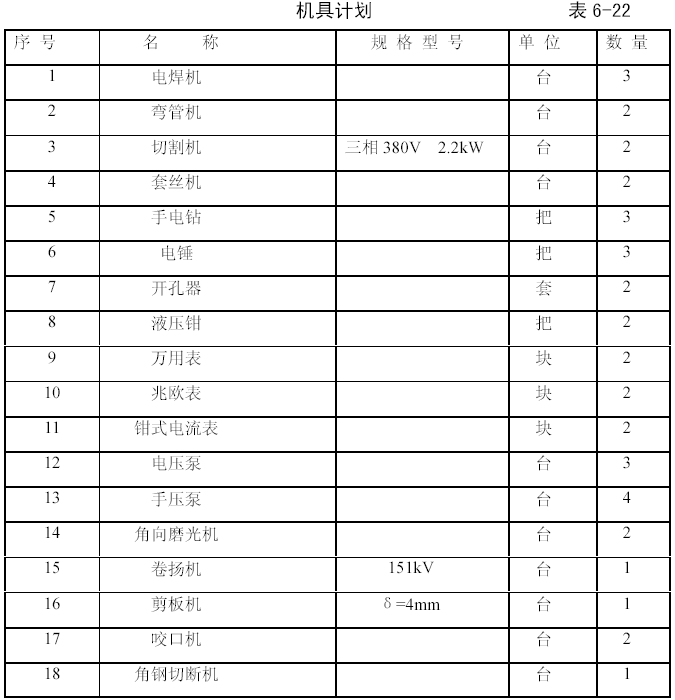 机具计划 表6-22
序 号 名 称 规 格 型 号 单 位 数 量
1 电焊机 台 3
2 弯管机 台 2
3 切割机 三相380V 2.2kW 台 2
4 套丝机 台 2
5 手电钻 把 3
6 电锤 把 3
7 开孔器 套 2
8 液压钳 把 2
9 万用表 块 2
10 兆欧表 块 2
11 钳式电流表 块 2
12 电压泵 台 3
13 手压泵 台 4
14 角向磨光机 台 2
15 卷扬机 151kV 台 1
16 剪板机 δ=4mm 台 1
17 咬口机 台 2
18 角钢切断机 台 1